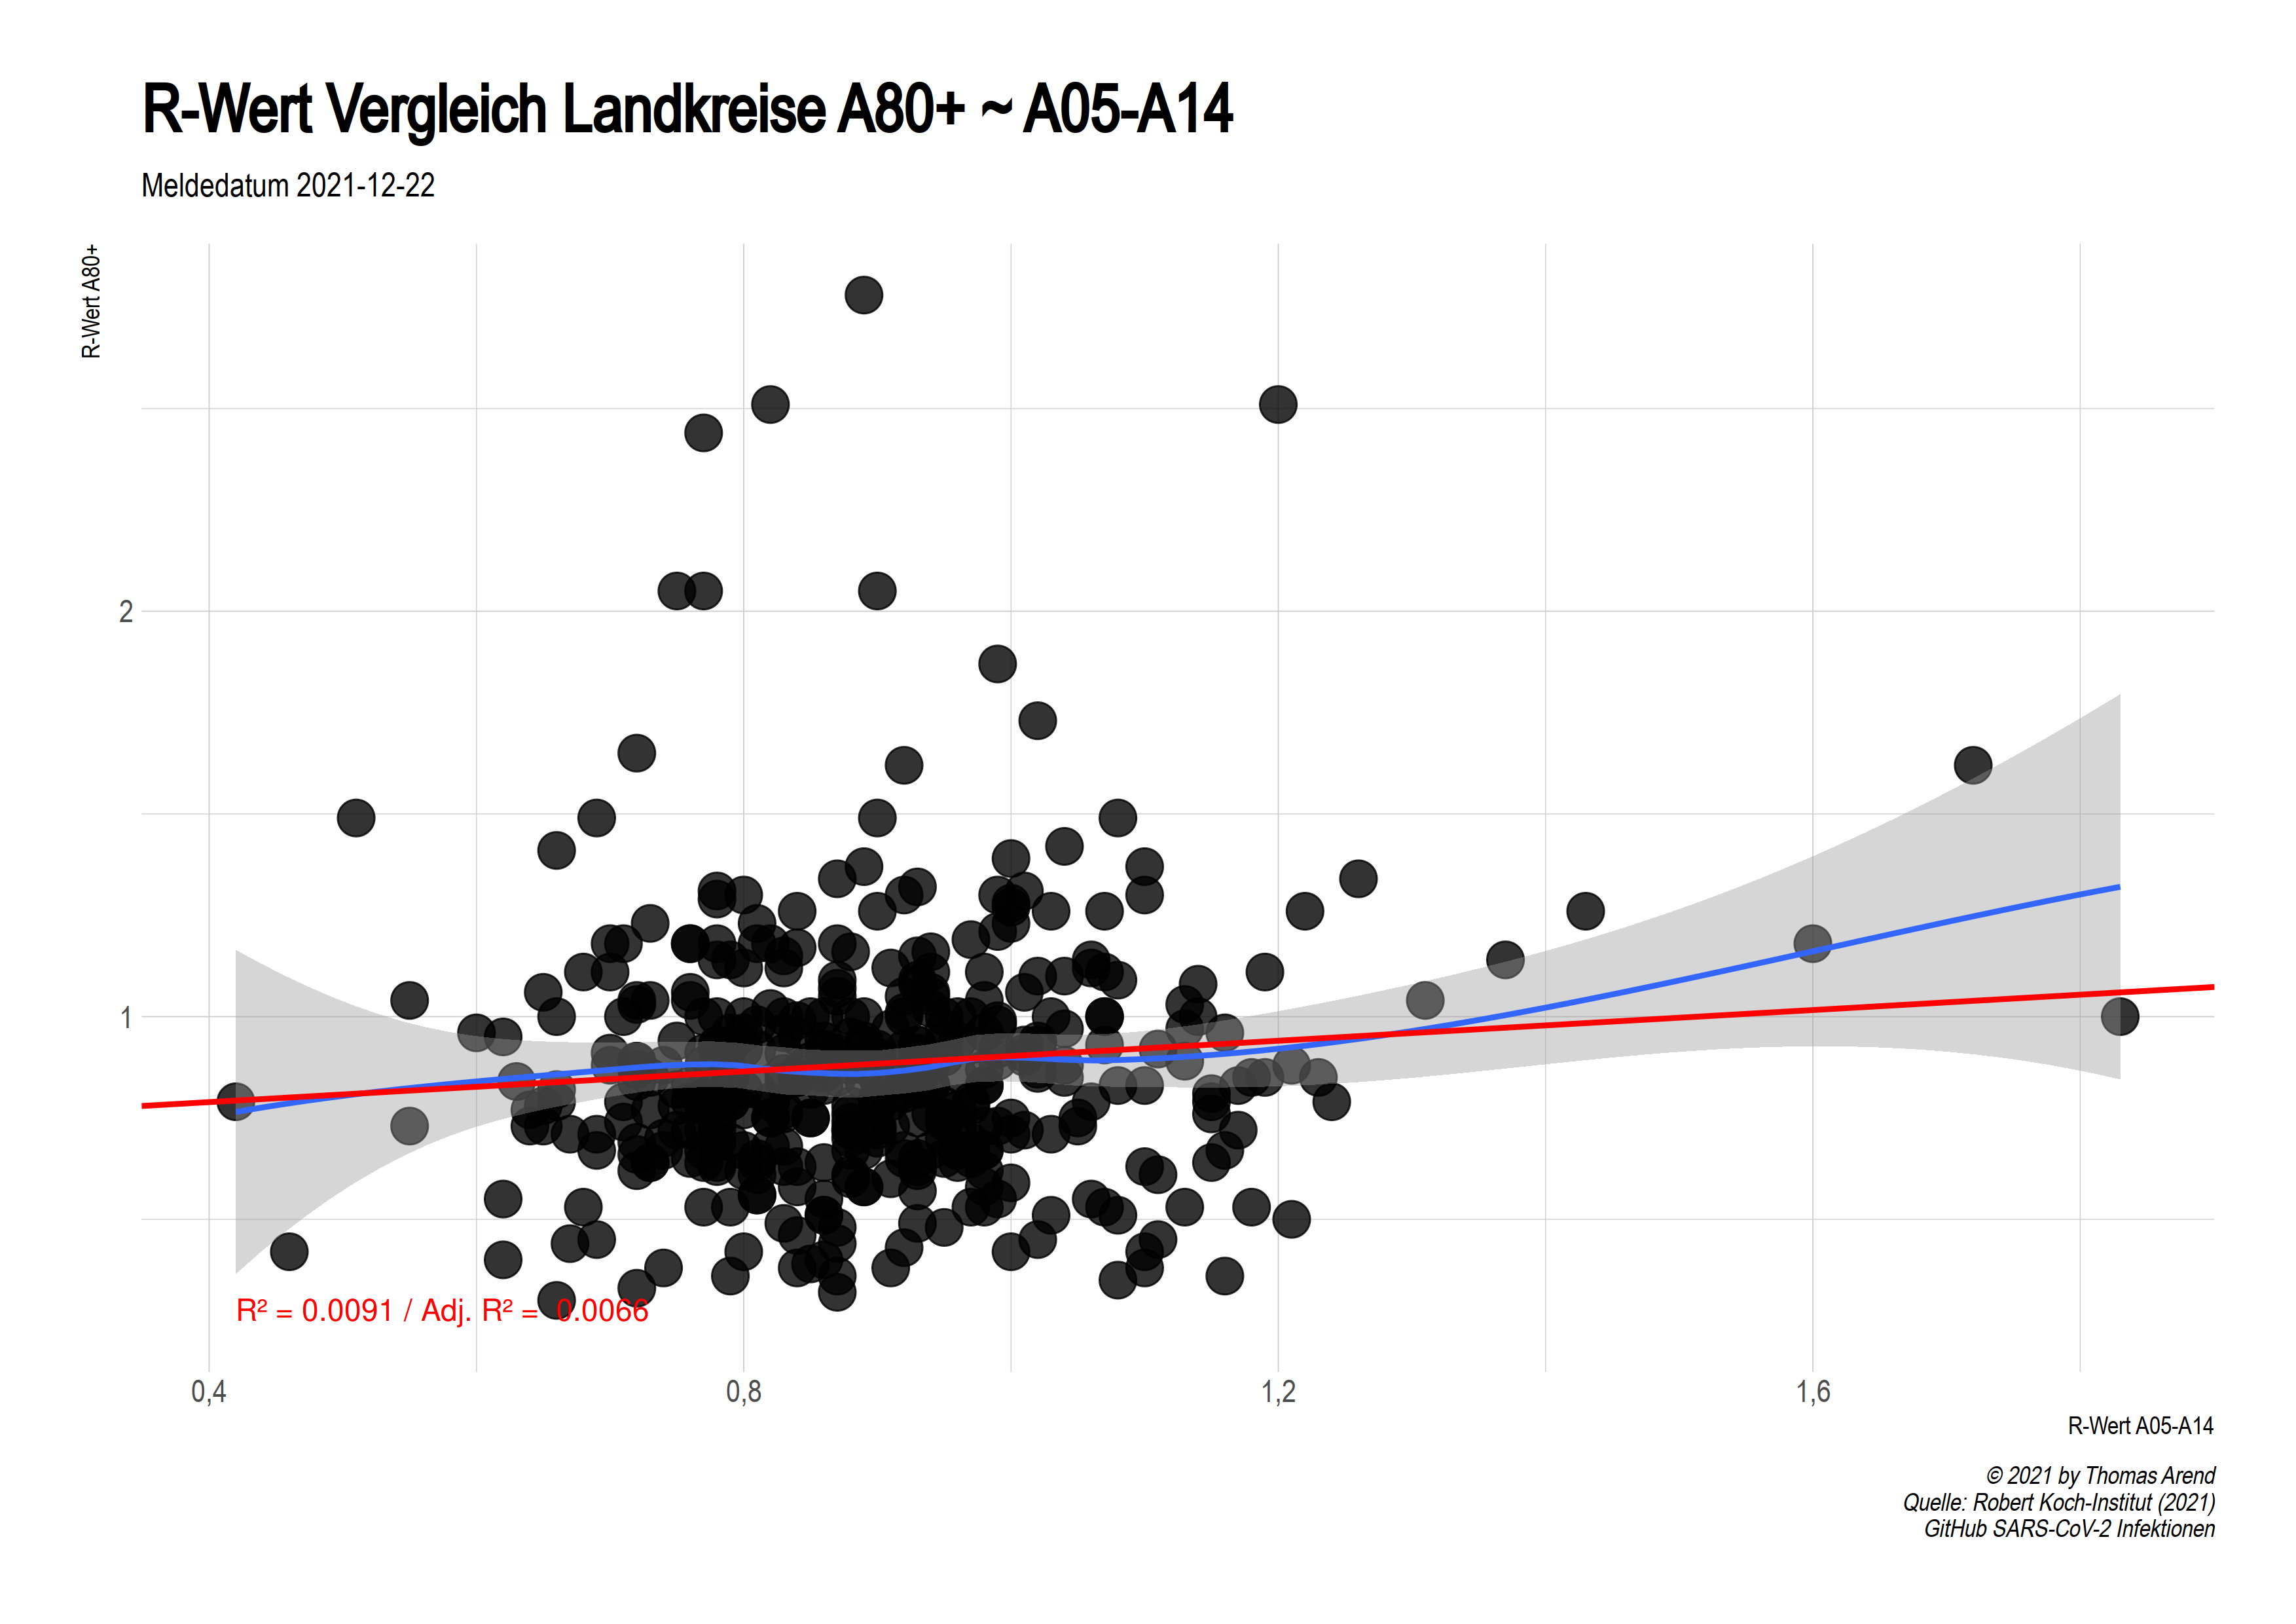 R-Wert Vergleich Landkreise A80+ ~ A05-A14
Meldedatum 2021-12-22
R-Wert A80+
2
1
R² = 0.0091 / Adj. R² = 0.0066
0,4 0,8 1,2 1,6
R-Wert A05-A14
© 2021 by Thomas Arend
Quelle: Robert Koch-Institut (2021)
GitHub SARS-CoV-2 Infektionen